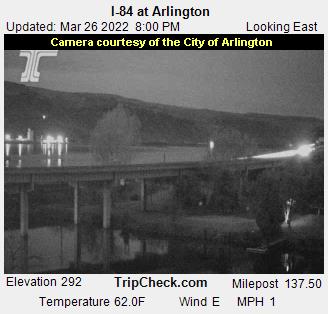 I-84 at Arlington
Updated: Mar 26 2022 8:00 PM Looking East
Camera courtesy of the City of Arlington
Elevation 292 TripCheck.com Milepost 137.50
Temperature 62.0F Wind E MPH 1